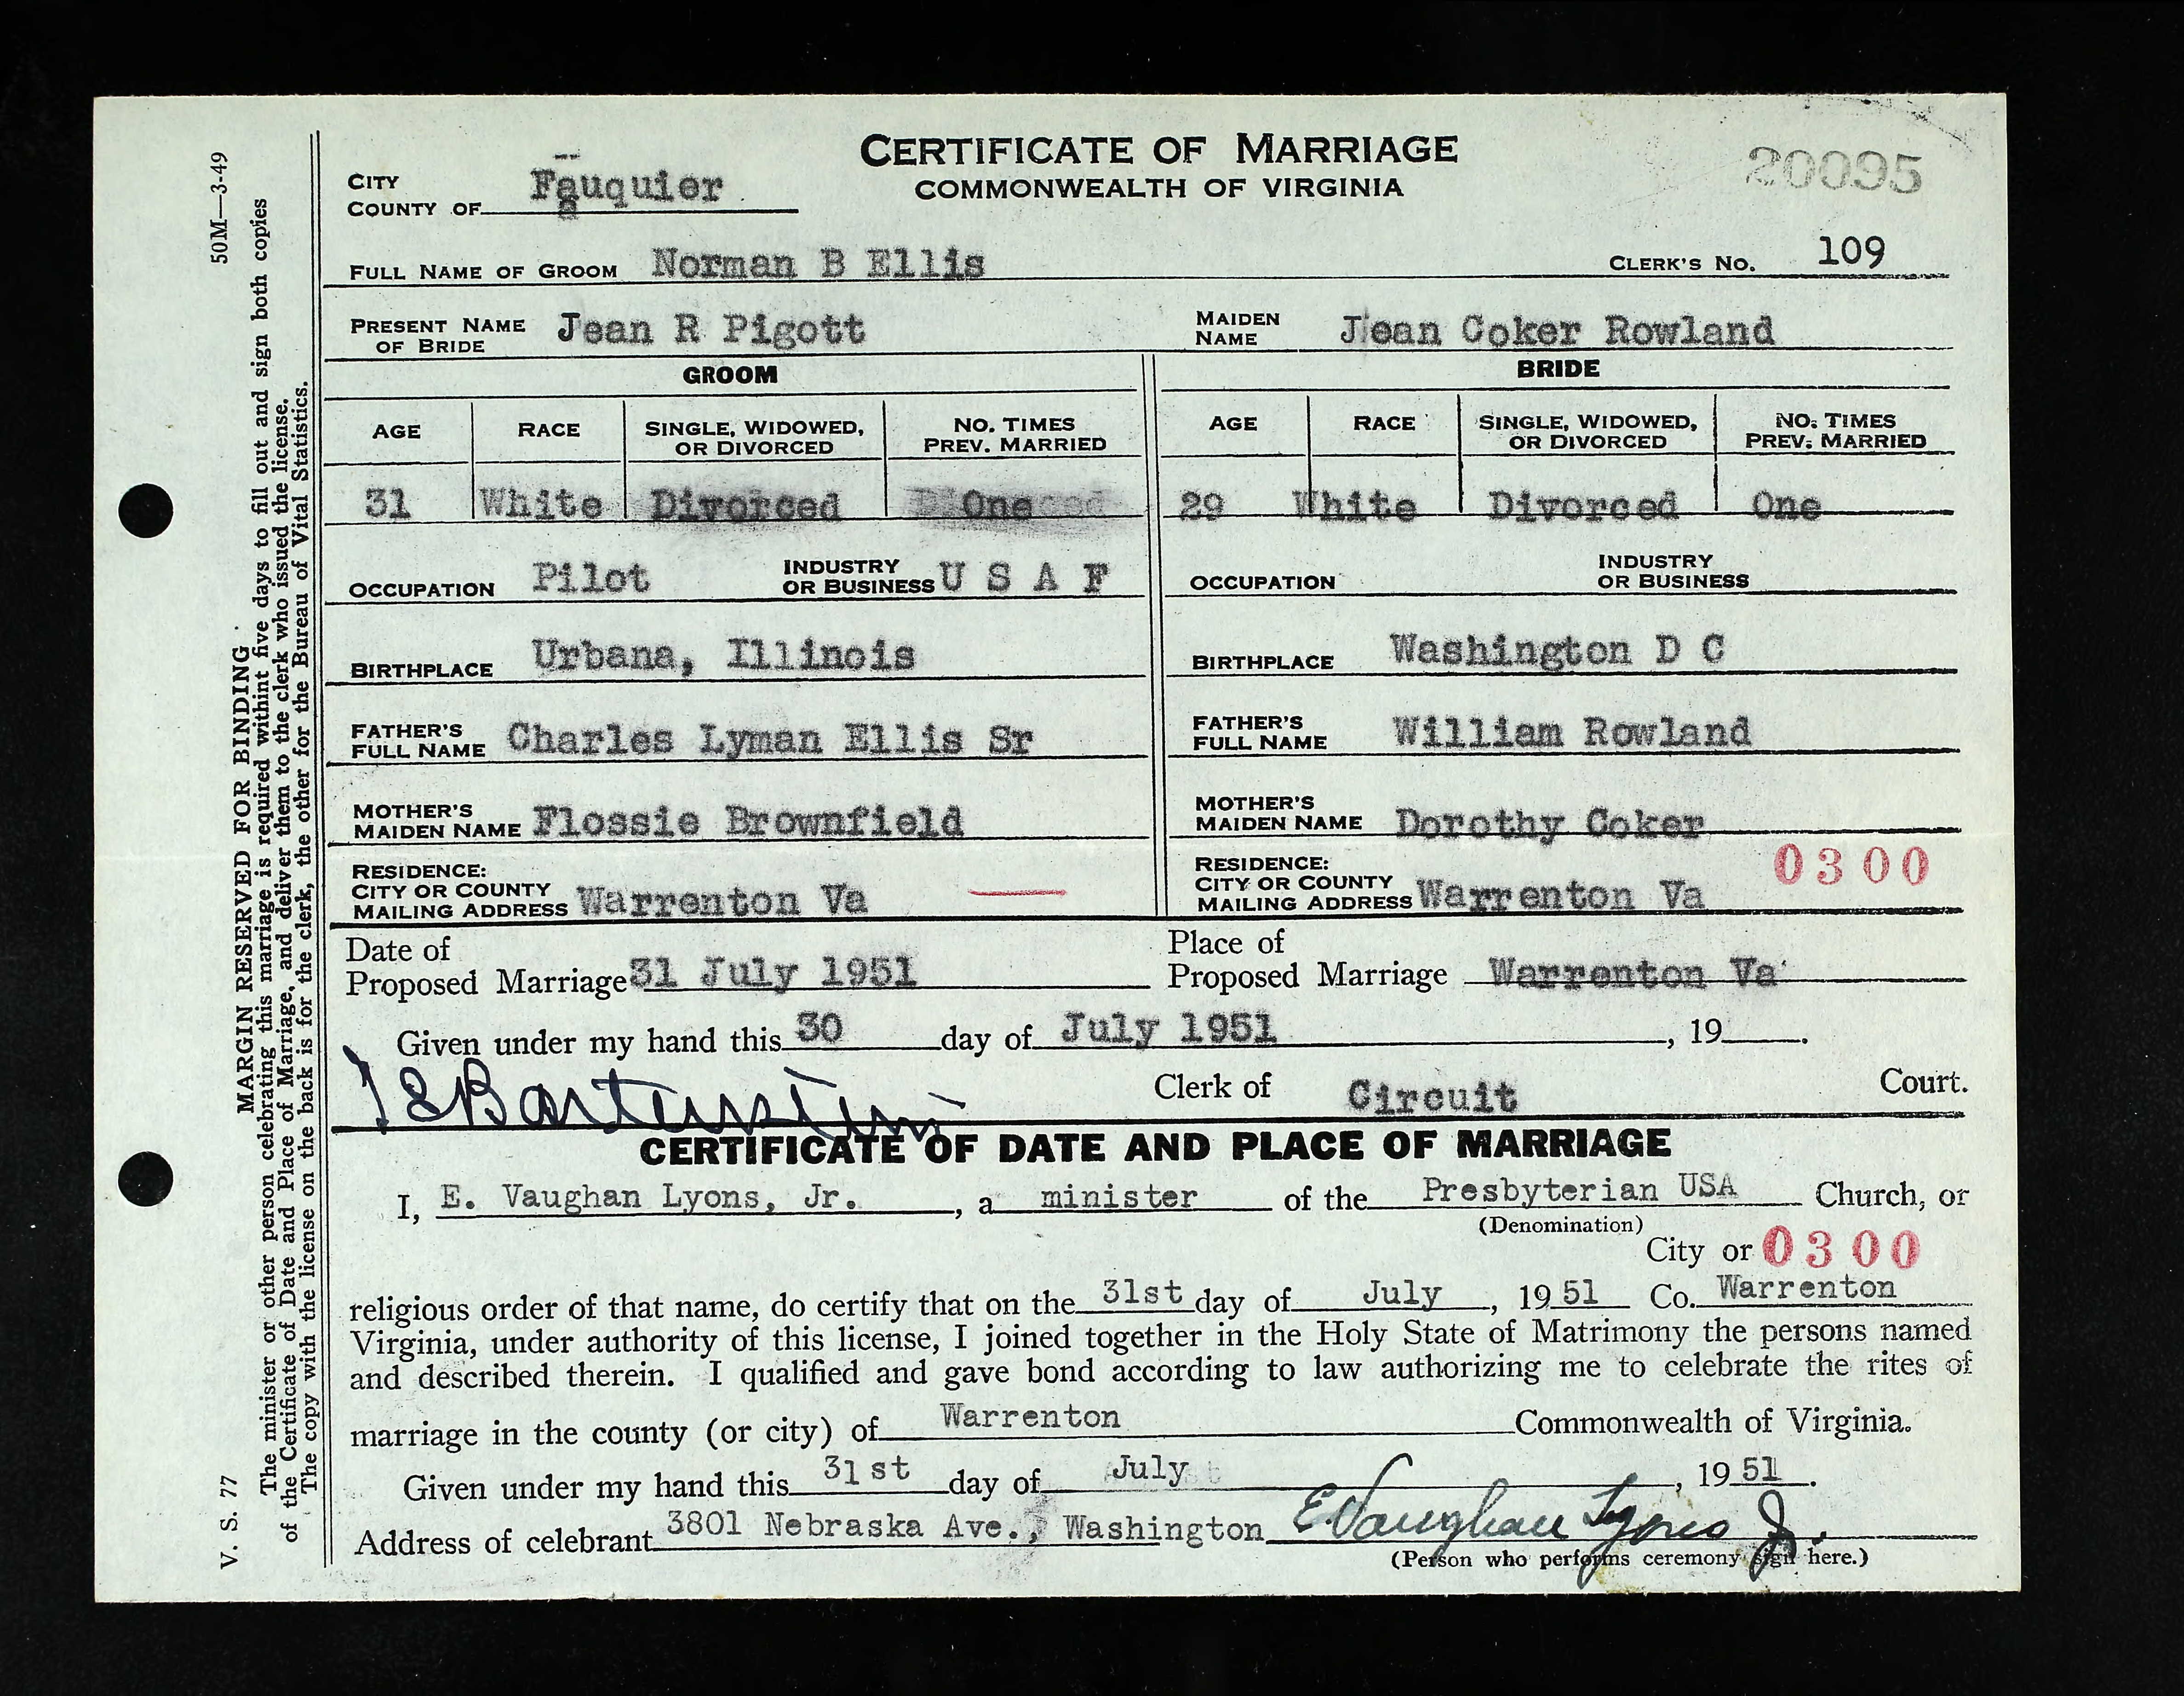 CERTIFICATE OF MARRIAGE
COMMONWEALTH OF VIRGINIA
20095
CITY
COUNTY OF Fauquier
FULL NAME OF GROOM Norman B Ellis CLERK'S NO. 109
PRESENT NAME OF BRIDE Jean R Pigott MAIDEN NAME Jean Coker Rowland
GROOM BRIDE
AGE RACE SINGLE, WIDOWED, OR DIVORCED NO. TIMES PREV. MARRIED AGE RACE SINGLE, WIDOWED, OR DIVORCED NO. TIMES PREV. MARRIED
31 White Divorced One 29 White Divorced One
OCCUPATION Pilot INDUSTRY OR BUSINESS U S A F OCCUPATION INDUSTRY OR BUSINESS
BIRTHPLACE Urbana, Illinois BIRTHPLACE Washington D C
FATHER'S FULL NAME Charles Lyman Ellis Sr FATHER'S FULL NAME William Rowland
MOTHER'S MAIDEN NAME Flossie Brownfield MOTHER'S MAIDEN NAME Dorothy Coker
RESIDENCE: CITY OR COUNTY MAILING ADDRESS Warrenton Va RESIDENCE: CITY OR COUNTY MAILING ADDRESS Warrenton Va 0300
Date of Proposed Marriage 31 July 1951 Place of Proposed Marriage Warrenton Va
Given under my hand this 30 day of July 1951, 19 .
T E Bartenstein Clerk of Circuit Court.
CERTIFICATE OF DATE AND PLACE OF MARRIAGE
I, E. Vaughan Lyons, Jr. , a minister of the Presbyterian USA Church, or
(Denomination)
City or 0300
religious order of that name, do certify that on the 31st day of July, 19 51 Co. Warrenton
Virginia, under authority of this license, I joined together in the Holy State of Matrimony the persons named
and described therein. I qualified and gave bond according to law authorizing me to celebrate the rites of
marriage in the county (or city) of Warrenton Commonwealth of Virginia.
Given under my hand this 31st day of July, 19 51.
Address of celebrant 3801 Nebraska Ave., Washington E Vaughan Lyons Jr.
(Person who performs ceremony sign here.)
V. S. 77 50M—3-49
MARGIN RESERVED FOR BINDING
The minister or other person celebrating this marriage is required withint five days to fill out and sign both copies
of the Certificate of Date and Place of Marriage, and deliver them to the clerk who issued the license.
The copy with the license on the back is for the clerk, the other for the Bureau of Vital Statistics.